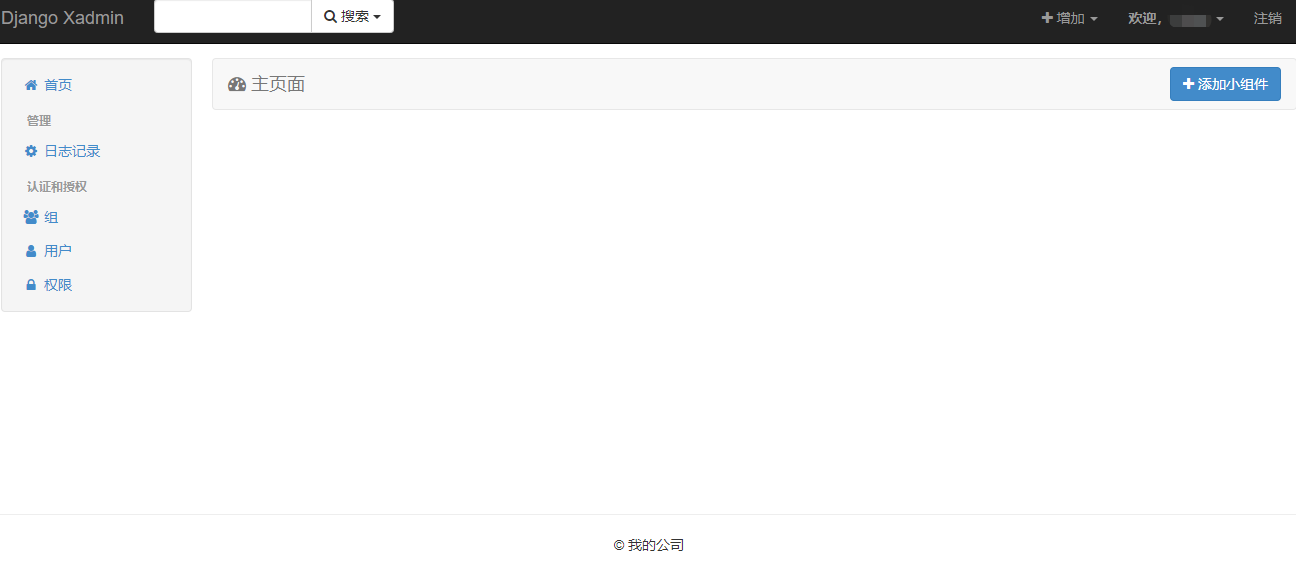 Django Xadmin 搜索 增加 欢迎， 注销
首页
管理
日志记录
认证和授权
组
用户
权限
主页面 添加小组件
© 我的公司